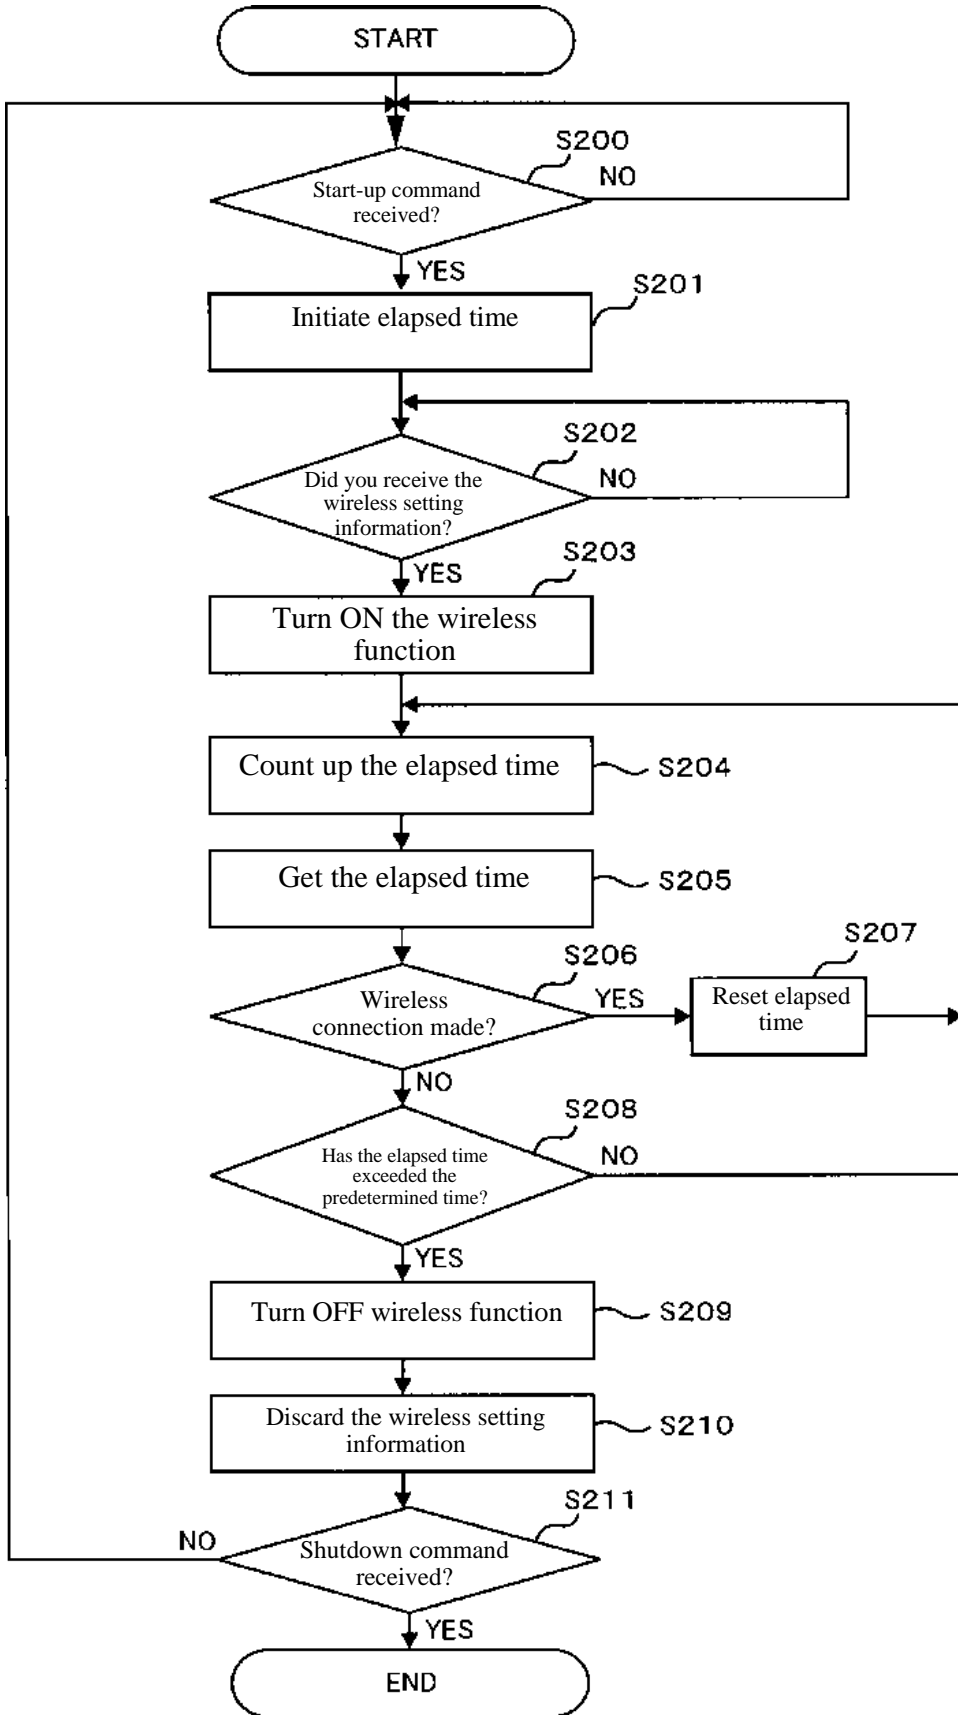 START
S200
Start-up command
received?
NO
YES
S201
Initiate elapsed time
S202
Did you receive the
wireless setting
information?
NO
YES
S203
Turn ON the wireless
function
Count up the elapsed time
S204
Get the elapsed time
S205
S206
Wireless
connection made?
YES
S207
Reset elapsed
time
NO
S208
Has the elapsed time
exceeded the
predetermined time?
NO
YES
Turn OFF wireless function
S209
Discard the wireless setting
information
S210
S211
NO
Shutdown command
received?
YES
END